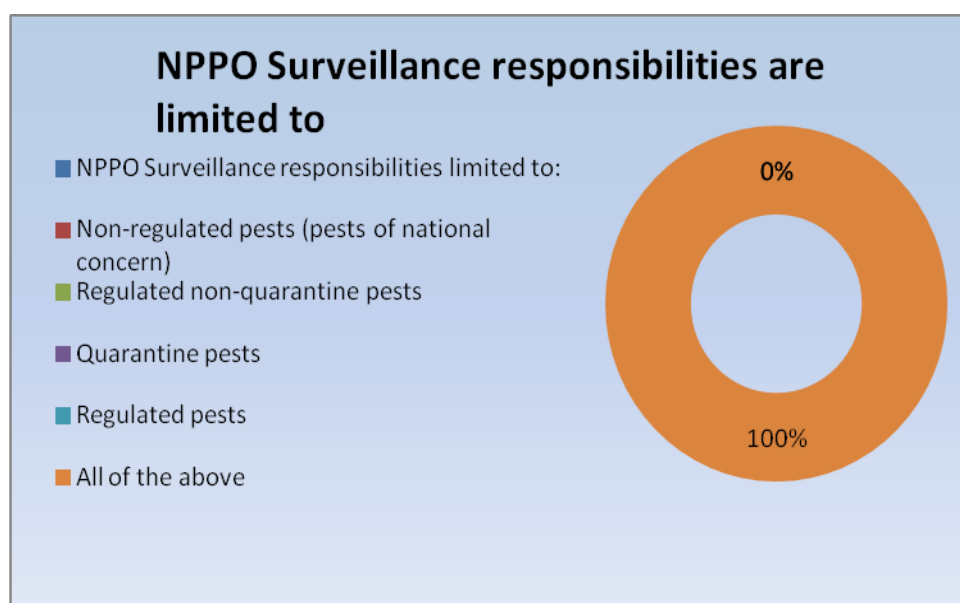 NPPO Surveillance responsibilities are
limited to
NPPO Surveillance responsibilities limited to:
Non-regulated pests (pests of national
concern)
Regulated non-quarantine pests
Quarantine pests
Regulated pests
All of the above
0%
100%